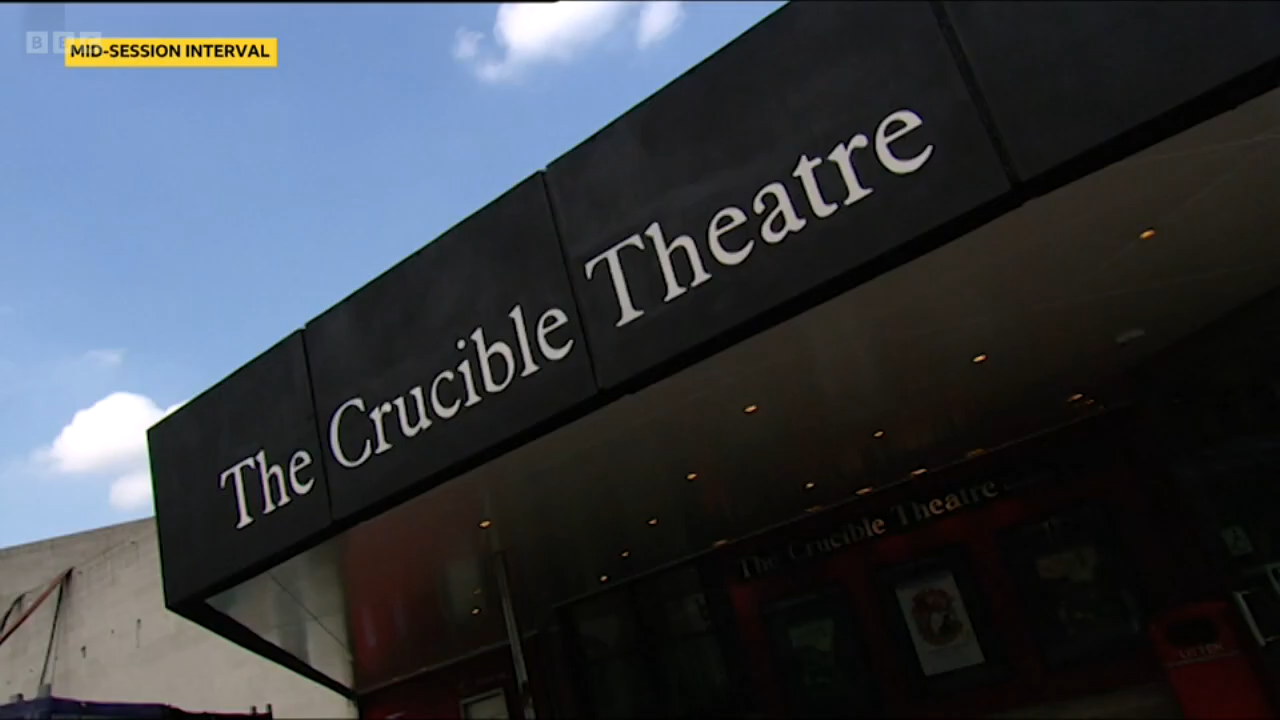 BBC
MID-SESSION INTERVAL
The Crucible Theatre
The Crucible Theatre